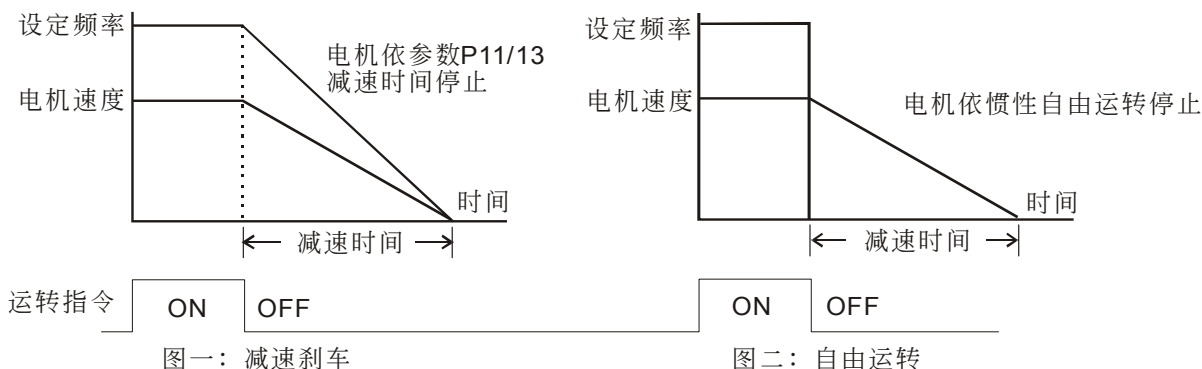 设定频率
电机依参数P11/13
减速时间停止
电机速度
时间
减速时间
运转指令
ON
OFF
图一：减速刹车
设定频率
电机速度
电机依惯性自由运转停止
时间
减速时间
ON
OFF
图二：自由运转